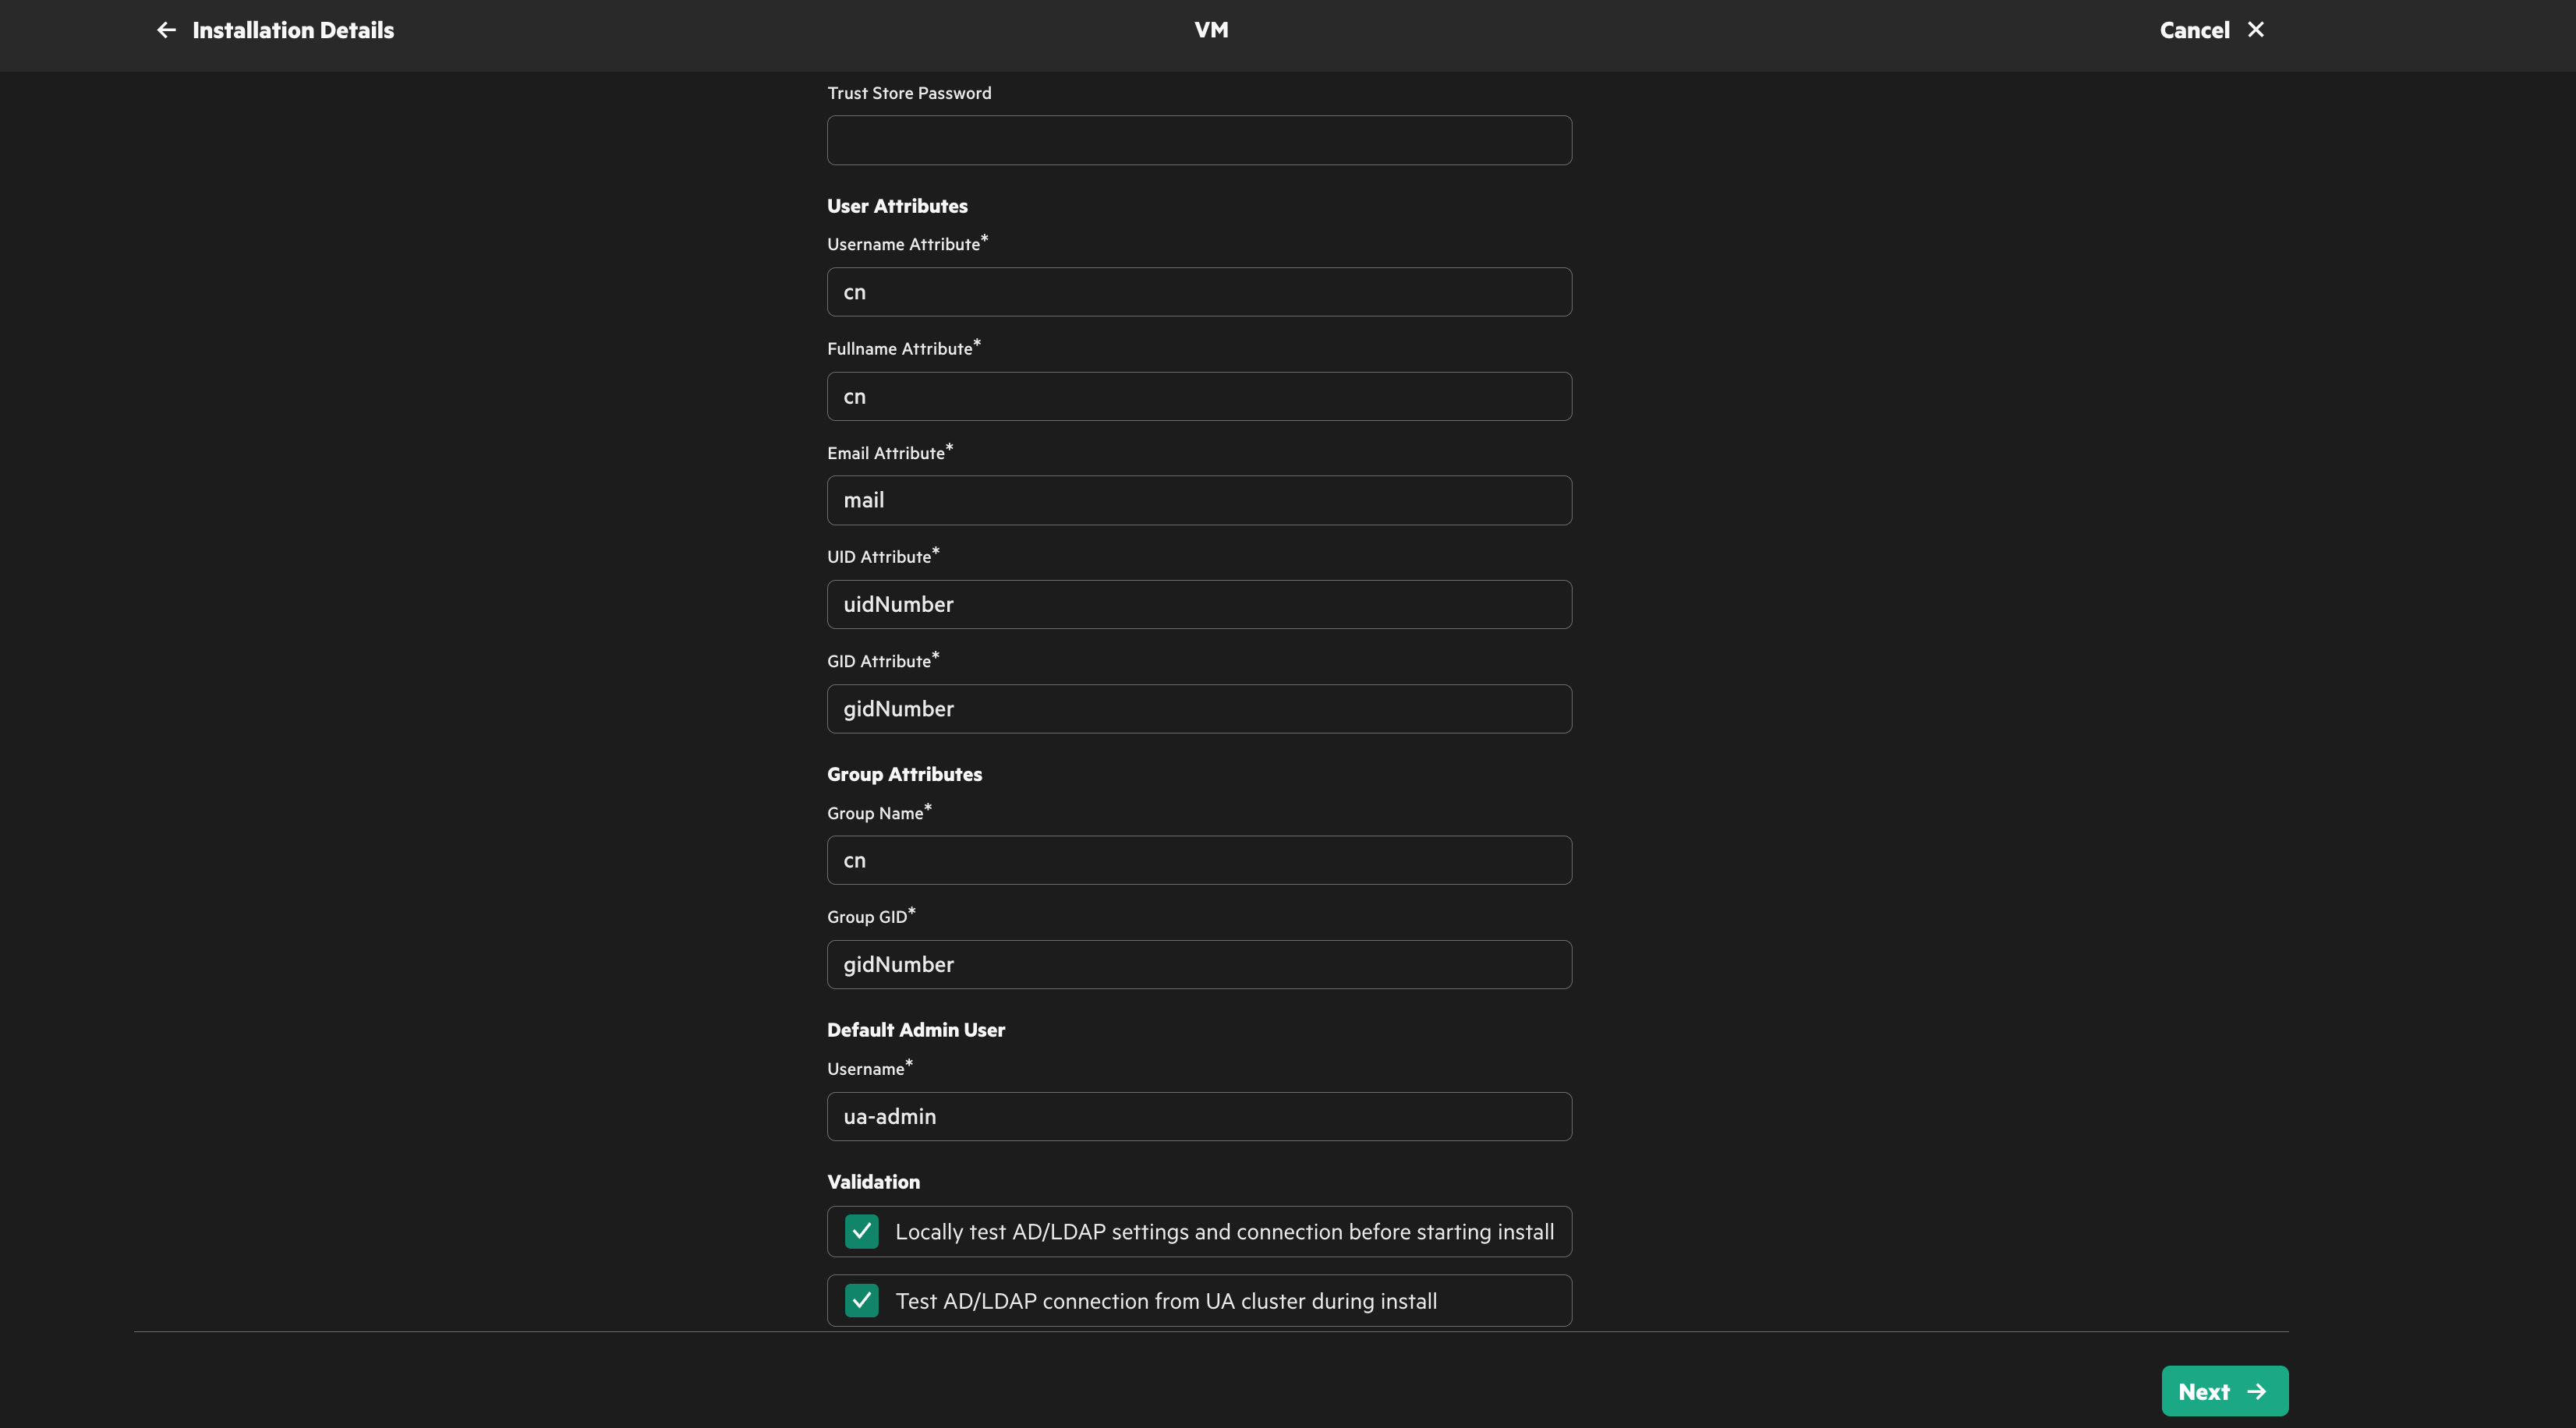 Installation Details
VM
Cancel
Trust Store Password
User Attributes
Username Attribute*
cn
Fullname Attribute*
cn
Email Attribute*
mail
UID Attribute*
uidNumber
GID Attribute*
gidNumber
Group Attributes
Group Name*
cn
Group GID*
gidNumber
Default Admin User
Username*
ua-admin
Validation
Locally test AD/LDAP settings and connection before starting install
Test AD/LDAP connection from UA cluster during install
Next